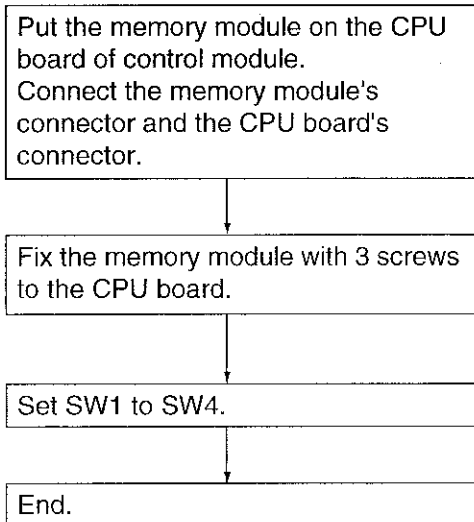 Put the memory module on the CPU
board of control module.
Connect the memory module's
connector and the CPU board's
connector.
Fix the memory module with 3 screws
to the CPU board.
Set SW1 to SW4.
End.